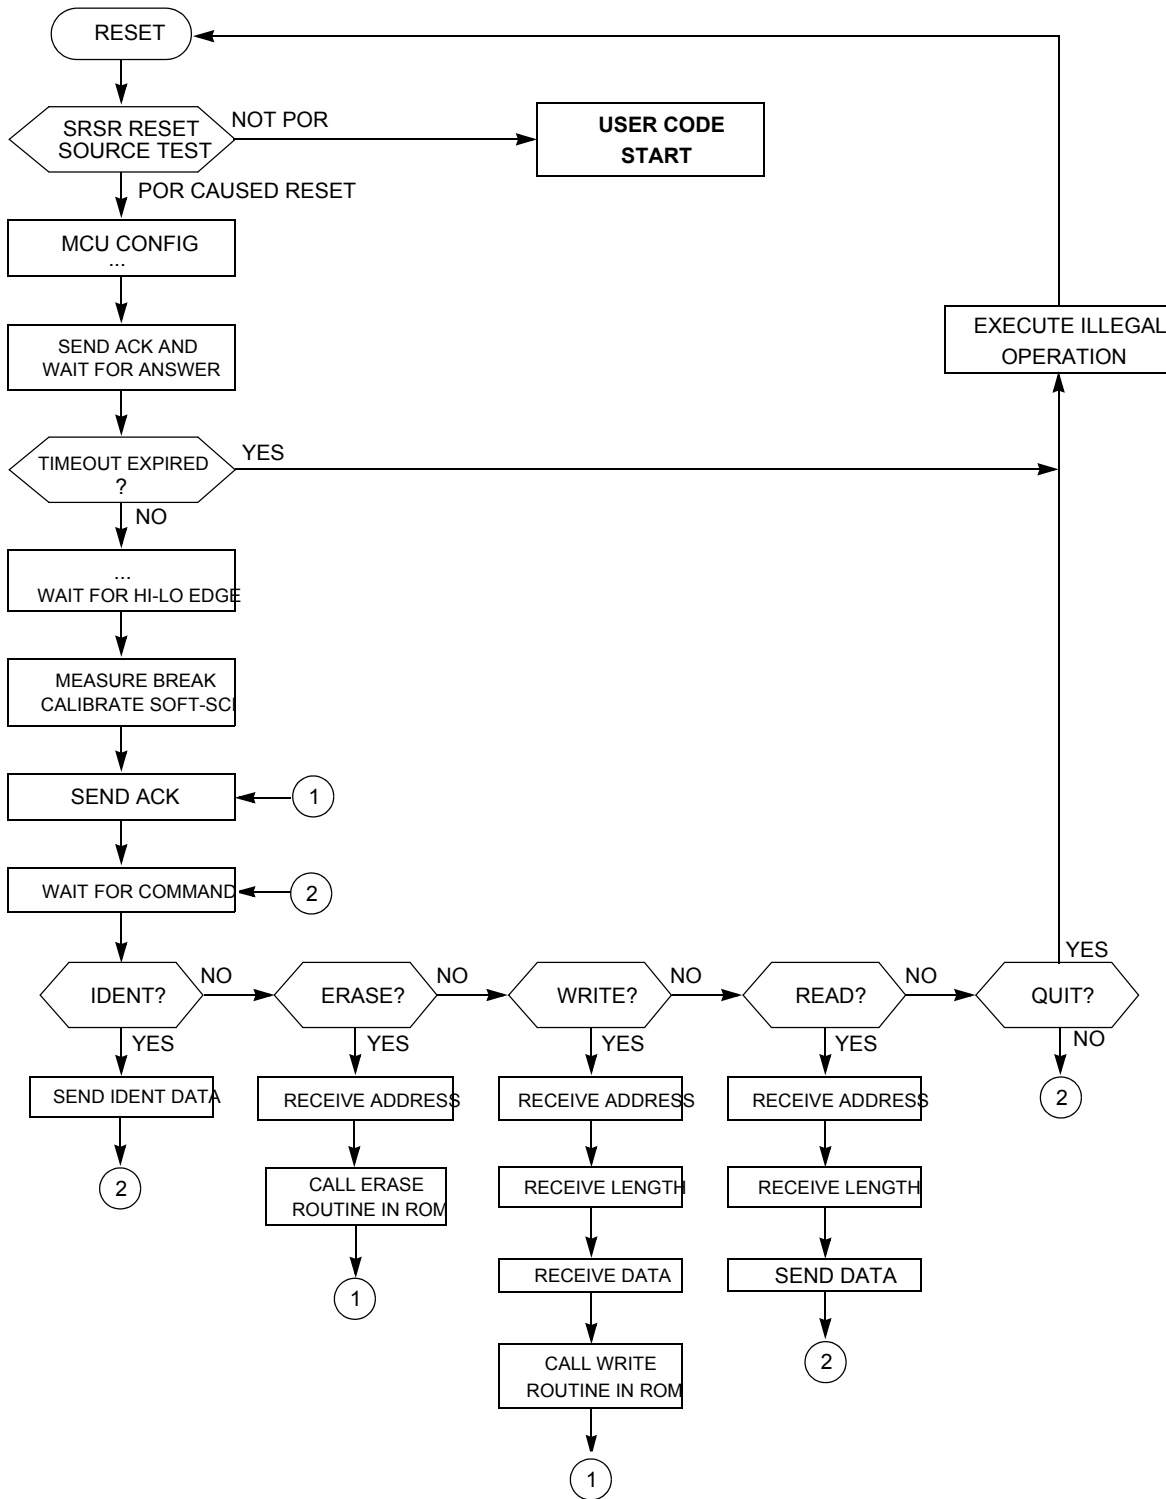 RESET
SRSR RESET
SOURCE TEST
NOT POR
USER CODE
START
POR CAUSED RESET
MCU CONFIG
...
SEND ACK AND
WAIT FOR ANSWER
EXECUTE ILLEGAL
OPERATION
TIMEOUT EXPIRED
?
YES
NO
...
WAIT FOR HI-LO EDGE
MEASURE BREAK
CALIBRATE SOFT-SCI
SEND ACK
1
WAIT FOR COMMAND
2
IDENT?
NO
ERASE?
NO
WRITE?
NO
READ?
NO
QUIT?
YES
YES
YES
YES
YES
NO
SEND IDENT DATA
RECEIVE ADDRESS
RECEIVE ADDRESS
RECEIVE ADDRESS
2
2
CALL ERASE
ROUTINE IN ROM
RECEIVE LENGTH
RECEIVE LENGTH
1
RECEIVE DATA
SEND DATA
CALL WRITE
ROUTINE IN ROM
2
1